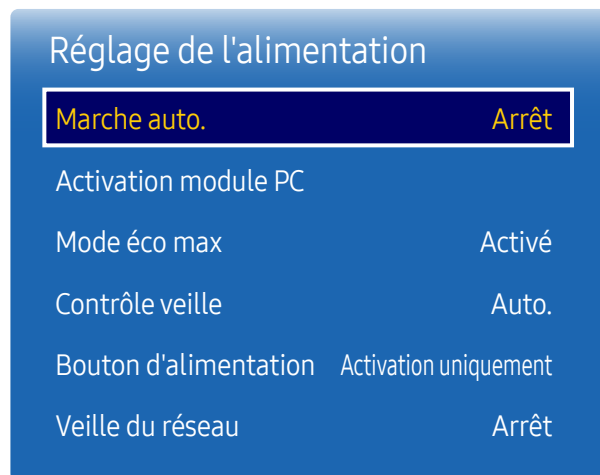 Réglage de l'alimentation
Marche auto. Arrêt
Activation module PC
Mode éco max Activé
Contrôle veille Auto.
Bouton d'alimentation Activation uniquement
Veille du réseau Arrêt